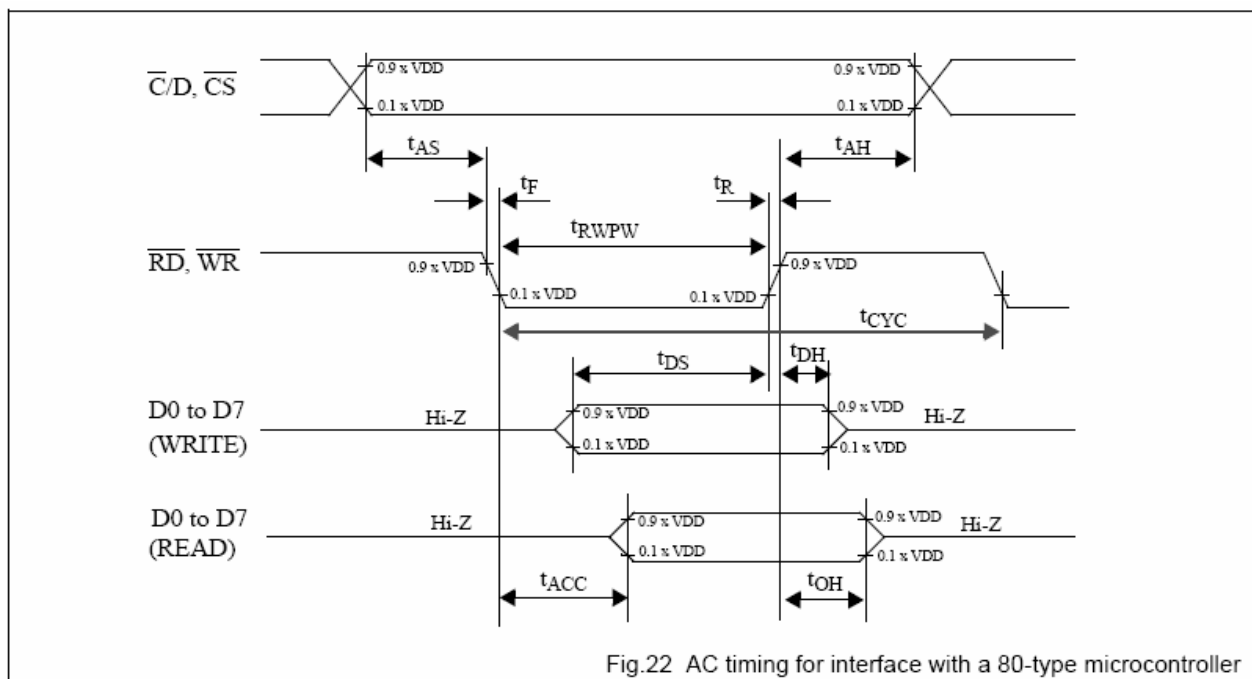 C̅/D, C̅S̅
0.9 x VDD
0.9 x VDD
0.1 x VDD
0.1 x VDD
tAS
tAH
tF
tR
tRWPW
R̅D̅, W̅R̅
0.9 x VDD
0.9 x VDD
0.1 x VDD
0.1 x VDD
tCYC
tDS
tDH
D0 to D7
(WRITE)
Hi-Z
0.9 x VDD
0.1 x VDD
0.9 x VDD
0.1 x VDD
Hi-Z
D0 to D7
(READ)
Hi-Z
0.9 x VDD
0.1 x VDD
0.9 x VDD
0.1 x VDD
Hi-Z
tACC
tOH
Fig.22 AC timing for interface with a 80-type microcontroller